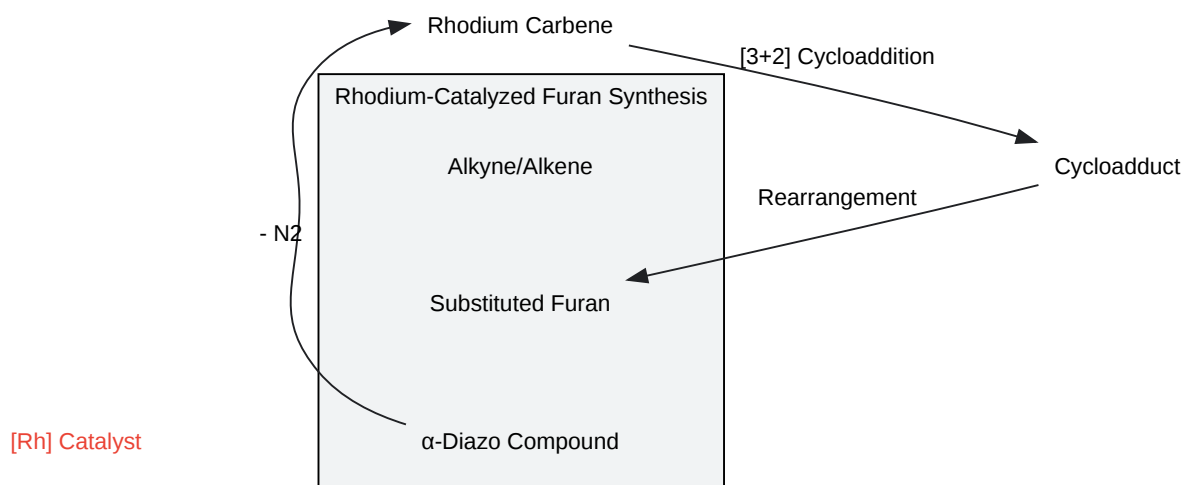 Rhodium Carbene
[3+2] Cycloaddition
Rhodium-Catalyzed Furan Synthesis
Alkyne/Alkene
Cycloadduct
Rearrangement
- N2
Substituted Furan
[Rh] Catalyst
α-Diazo Compound